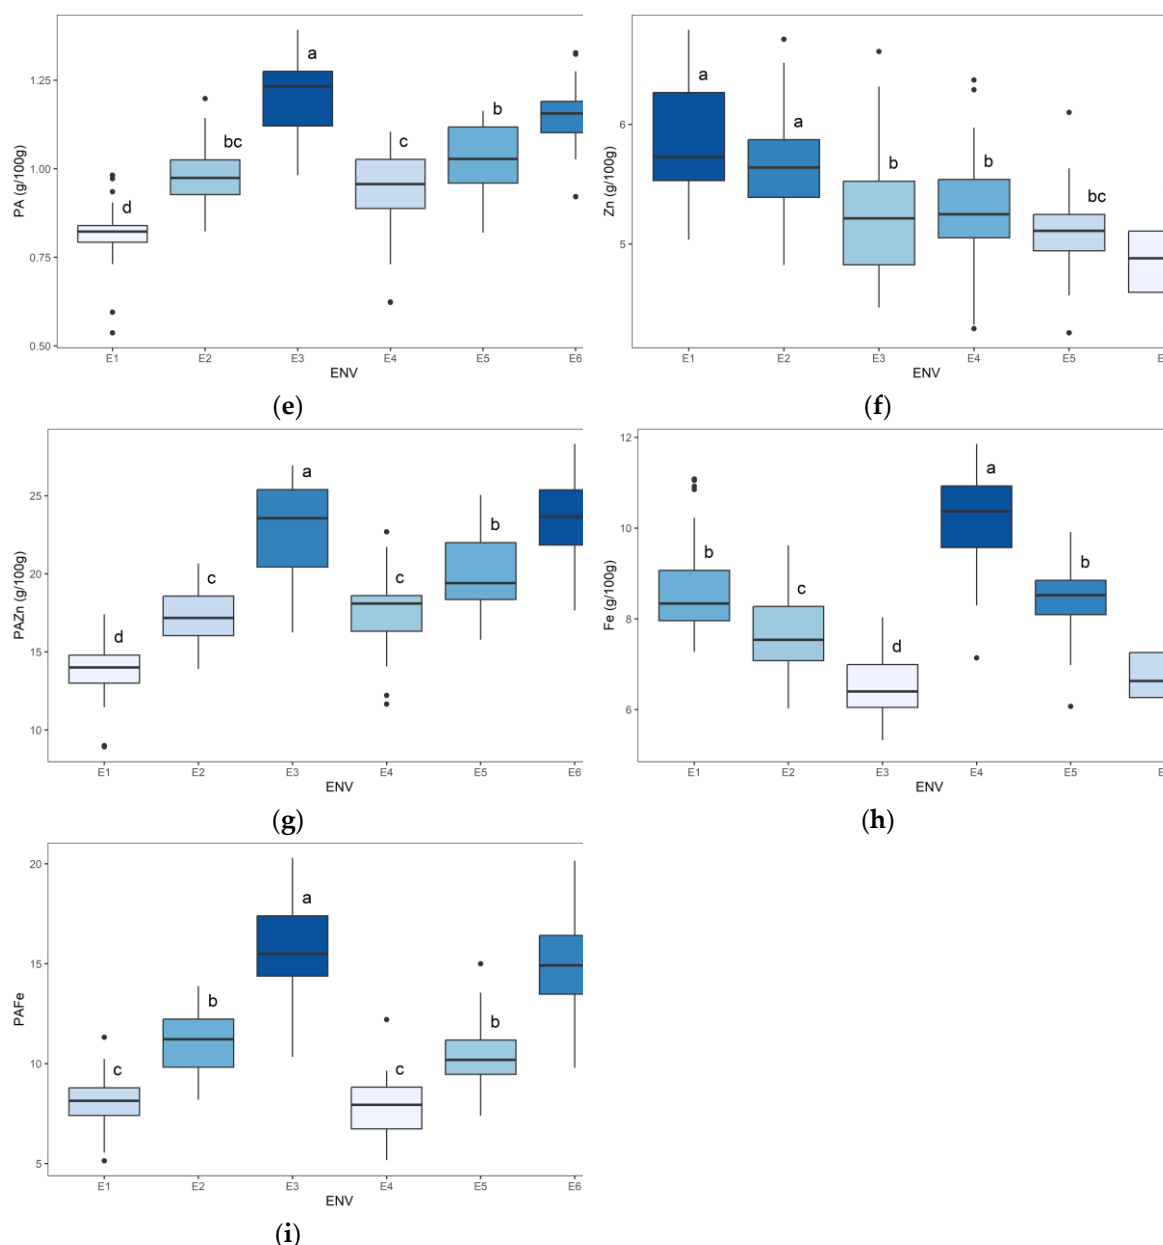 a
b
bc
c
d
1.25
1.00
0.75
0.50
PA (g/100g)
E1 E2 E3 E4 E5 E6
ENV
(e)
a
a
b
b
bc
6
5
Zn (g/100g)
E1 E2 E3 E4 E5 E
ENV
(f)
a
b
c
c
d
25
20
15
10
PAZn (g/100g)
E1 E2 E3 E4 E5 E6
ENV
(g)
a
b
b
c
d
12
10
8
6
Fe (g/100g)
E1 E2 E3 E4 E5 E
ENV
(h)
a
b
b
c
c
20
15
10
5
PAFe
E1 E2 E3 E4 E5 E6
ENV
(i)